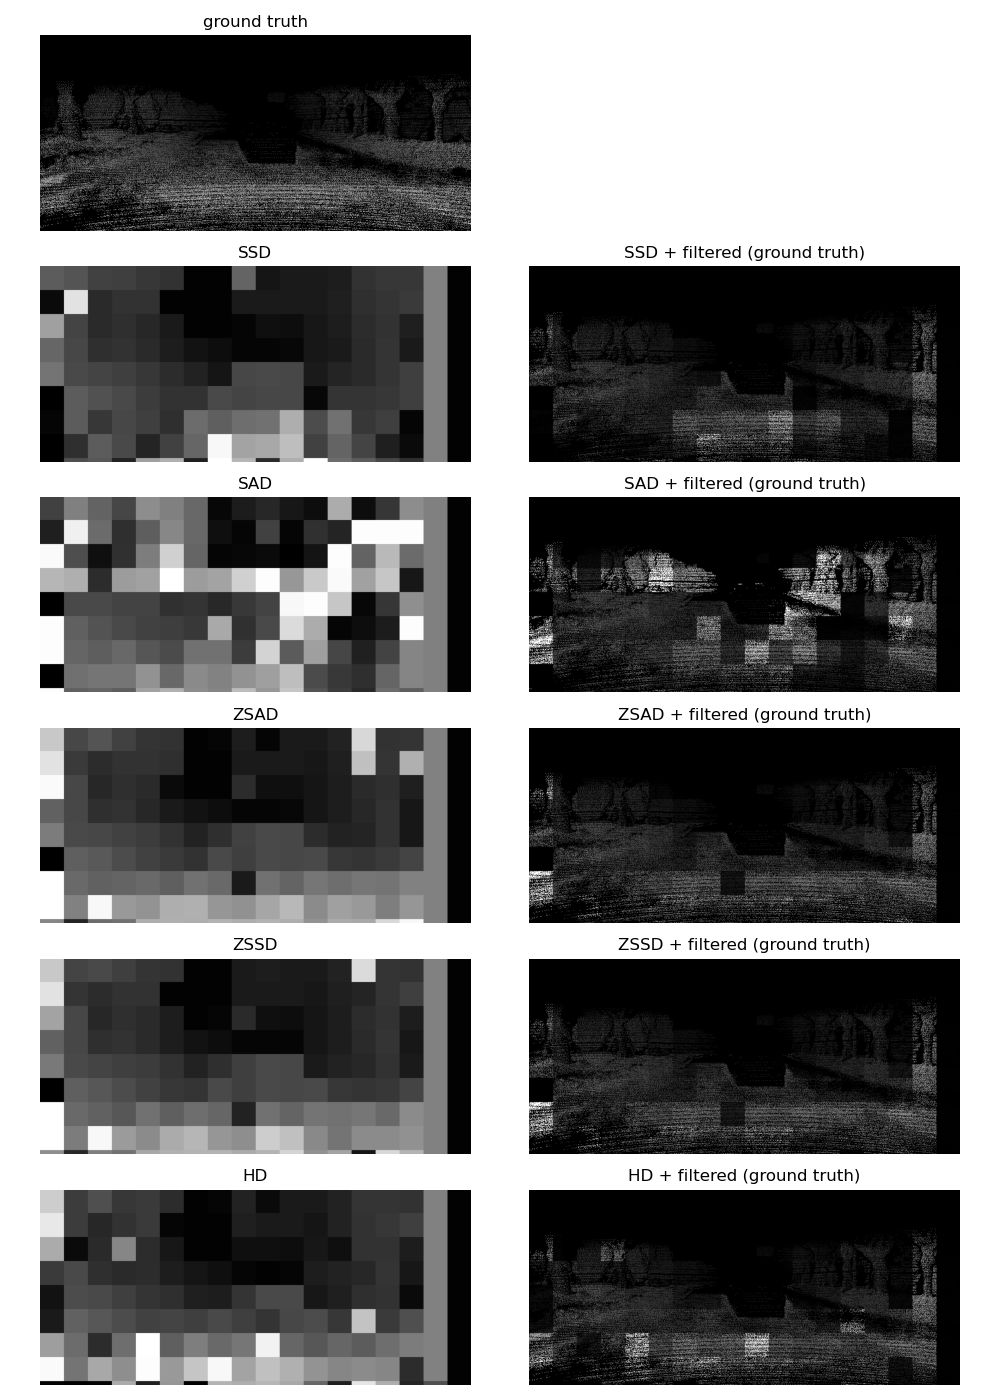 ground truth
SSD
SSD + filtered (ground truth)
SAD
SAD + filtered (ground truth)
ZSAD
ZSAD + filtered (ground truth)
ZSSD
ZSSD + filtered (ground truth)
HD
HD + filtered (ground truth)